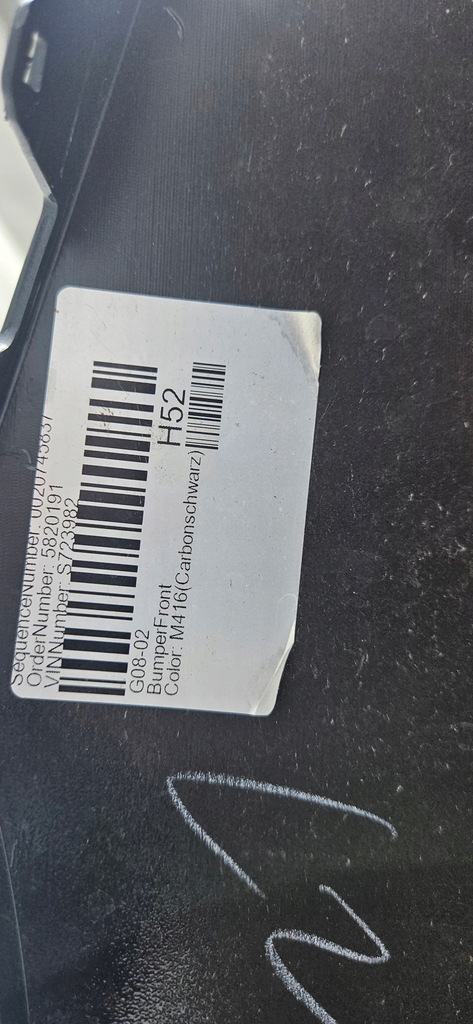 SequenceNumber: 0020745837
OrderNumber: 5820191
VINNumber: S723982
G08-02
BumperFront
Color: M416(Carbonschwarz)
H52